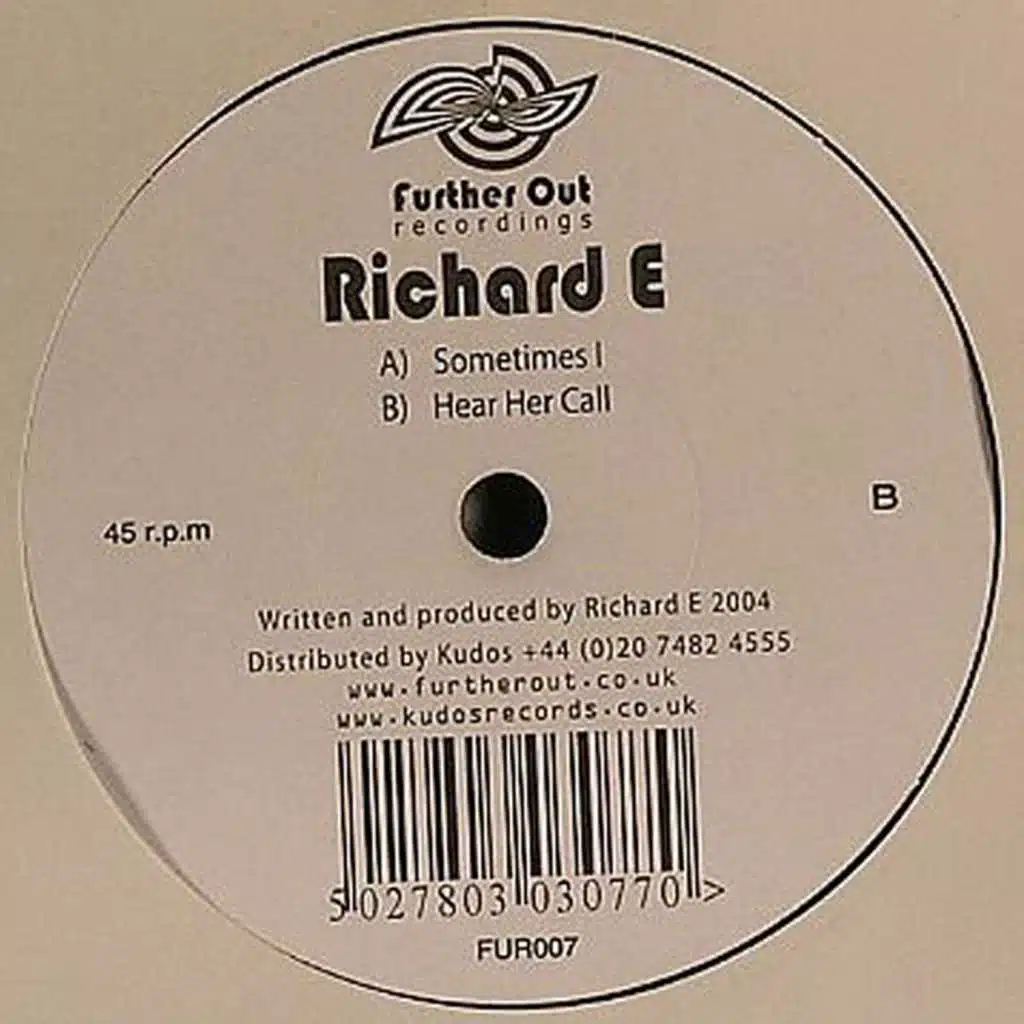 Further Out
recordings
Richard E
A) Sometimes I
B) Hear Her Call
45 r.p.m
B
Written and produced by Richard E 2004
Distributed by Kudos +44 (0)20 7482 4555
www.furtherout.co.uk
www.kudosrecords.co.uk
5 027803 030770 >
FUR007